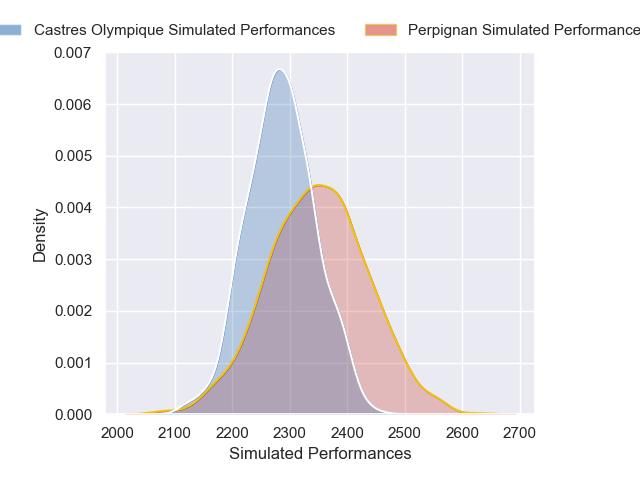 Castres Olympique Simulated Performances Perpignan Simulated Performance
0.007
0.006
0.005
0.004
0.003
0.002
0.001
0.000
Density
2000 2100 2200 2300 2400 2500 2600 2700
Simulated Performances